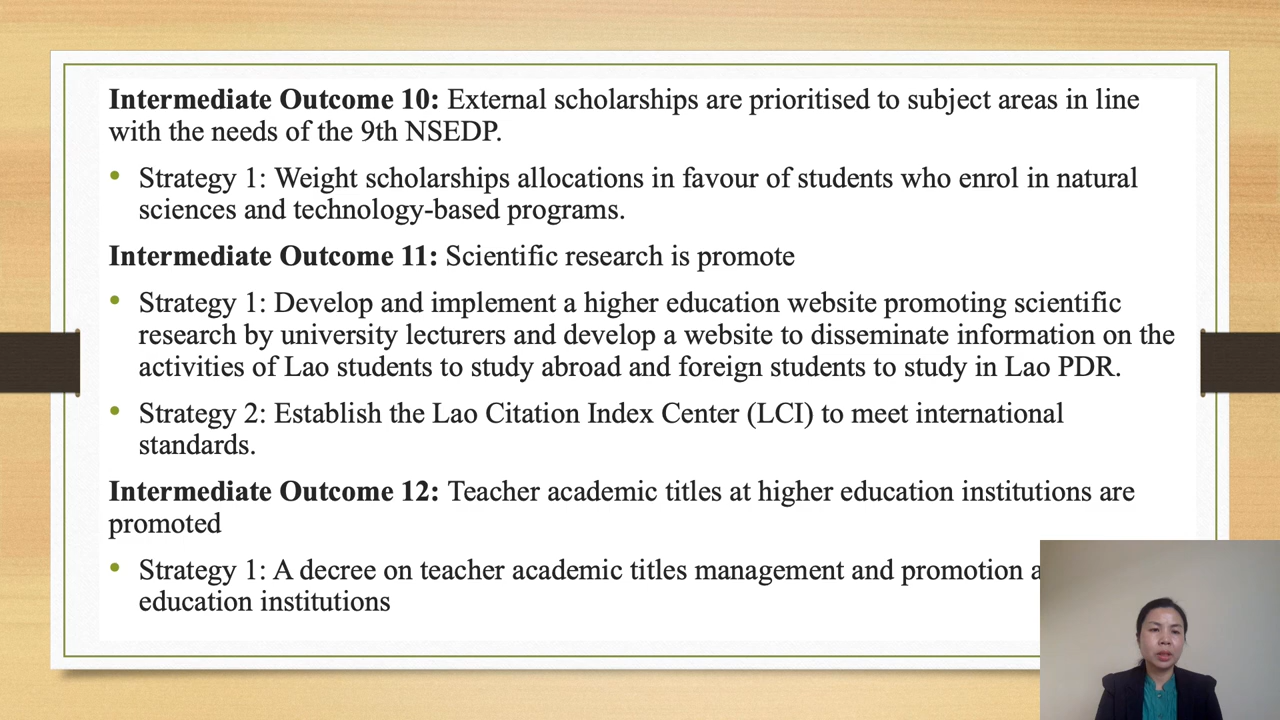 Intermediate Outcome 10: External scholarships are prioritised to subject areas in line
with the needs of the 9th NSEDP.
• Strategy 1: Weight scholarships allocations in favour of students who enrol in natural
sciences and technology-based programs.
Intermediate Outcome 11: Scientific research is promote
• Strategy 1: Develop and implement a higher education website promoting scientific
research by university lecturers and develop a website to disseminate information on the
activities of Lao students to study abroad and foreign students to study in Lao PDR.
• Strategy 2: Establish the Lao Citation Index Center (LCI) to meet international
standards.
Intermediate Outcome 12: Teacher academic titles at higher education institutions are
promoted
• Strategy 1: A decree on teacher academic titles management and promotion
education institutions